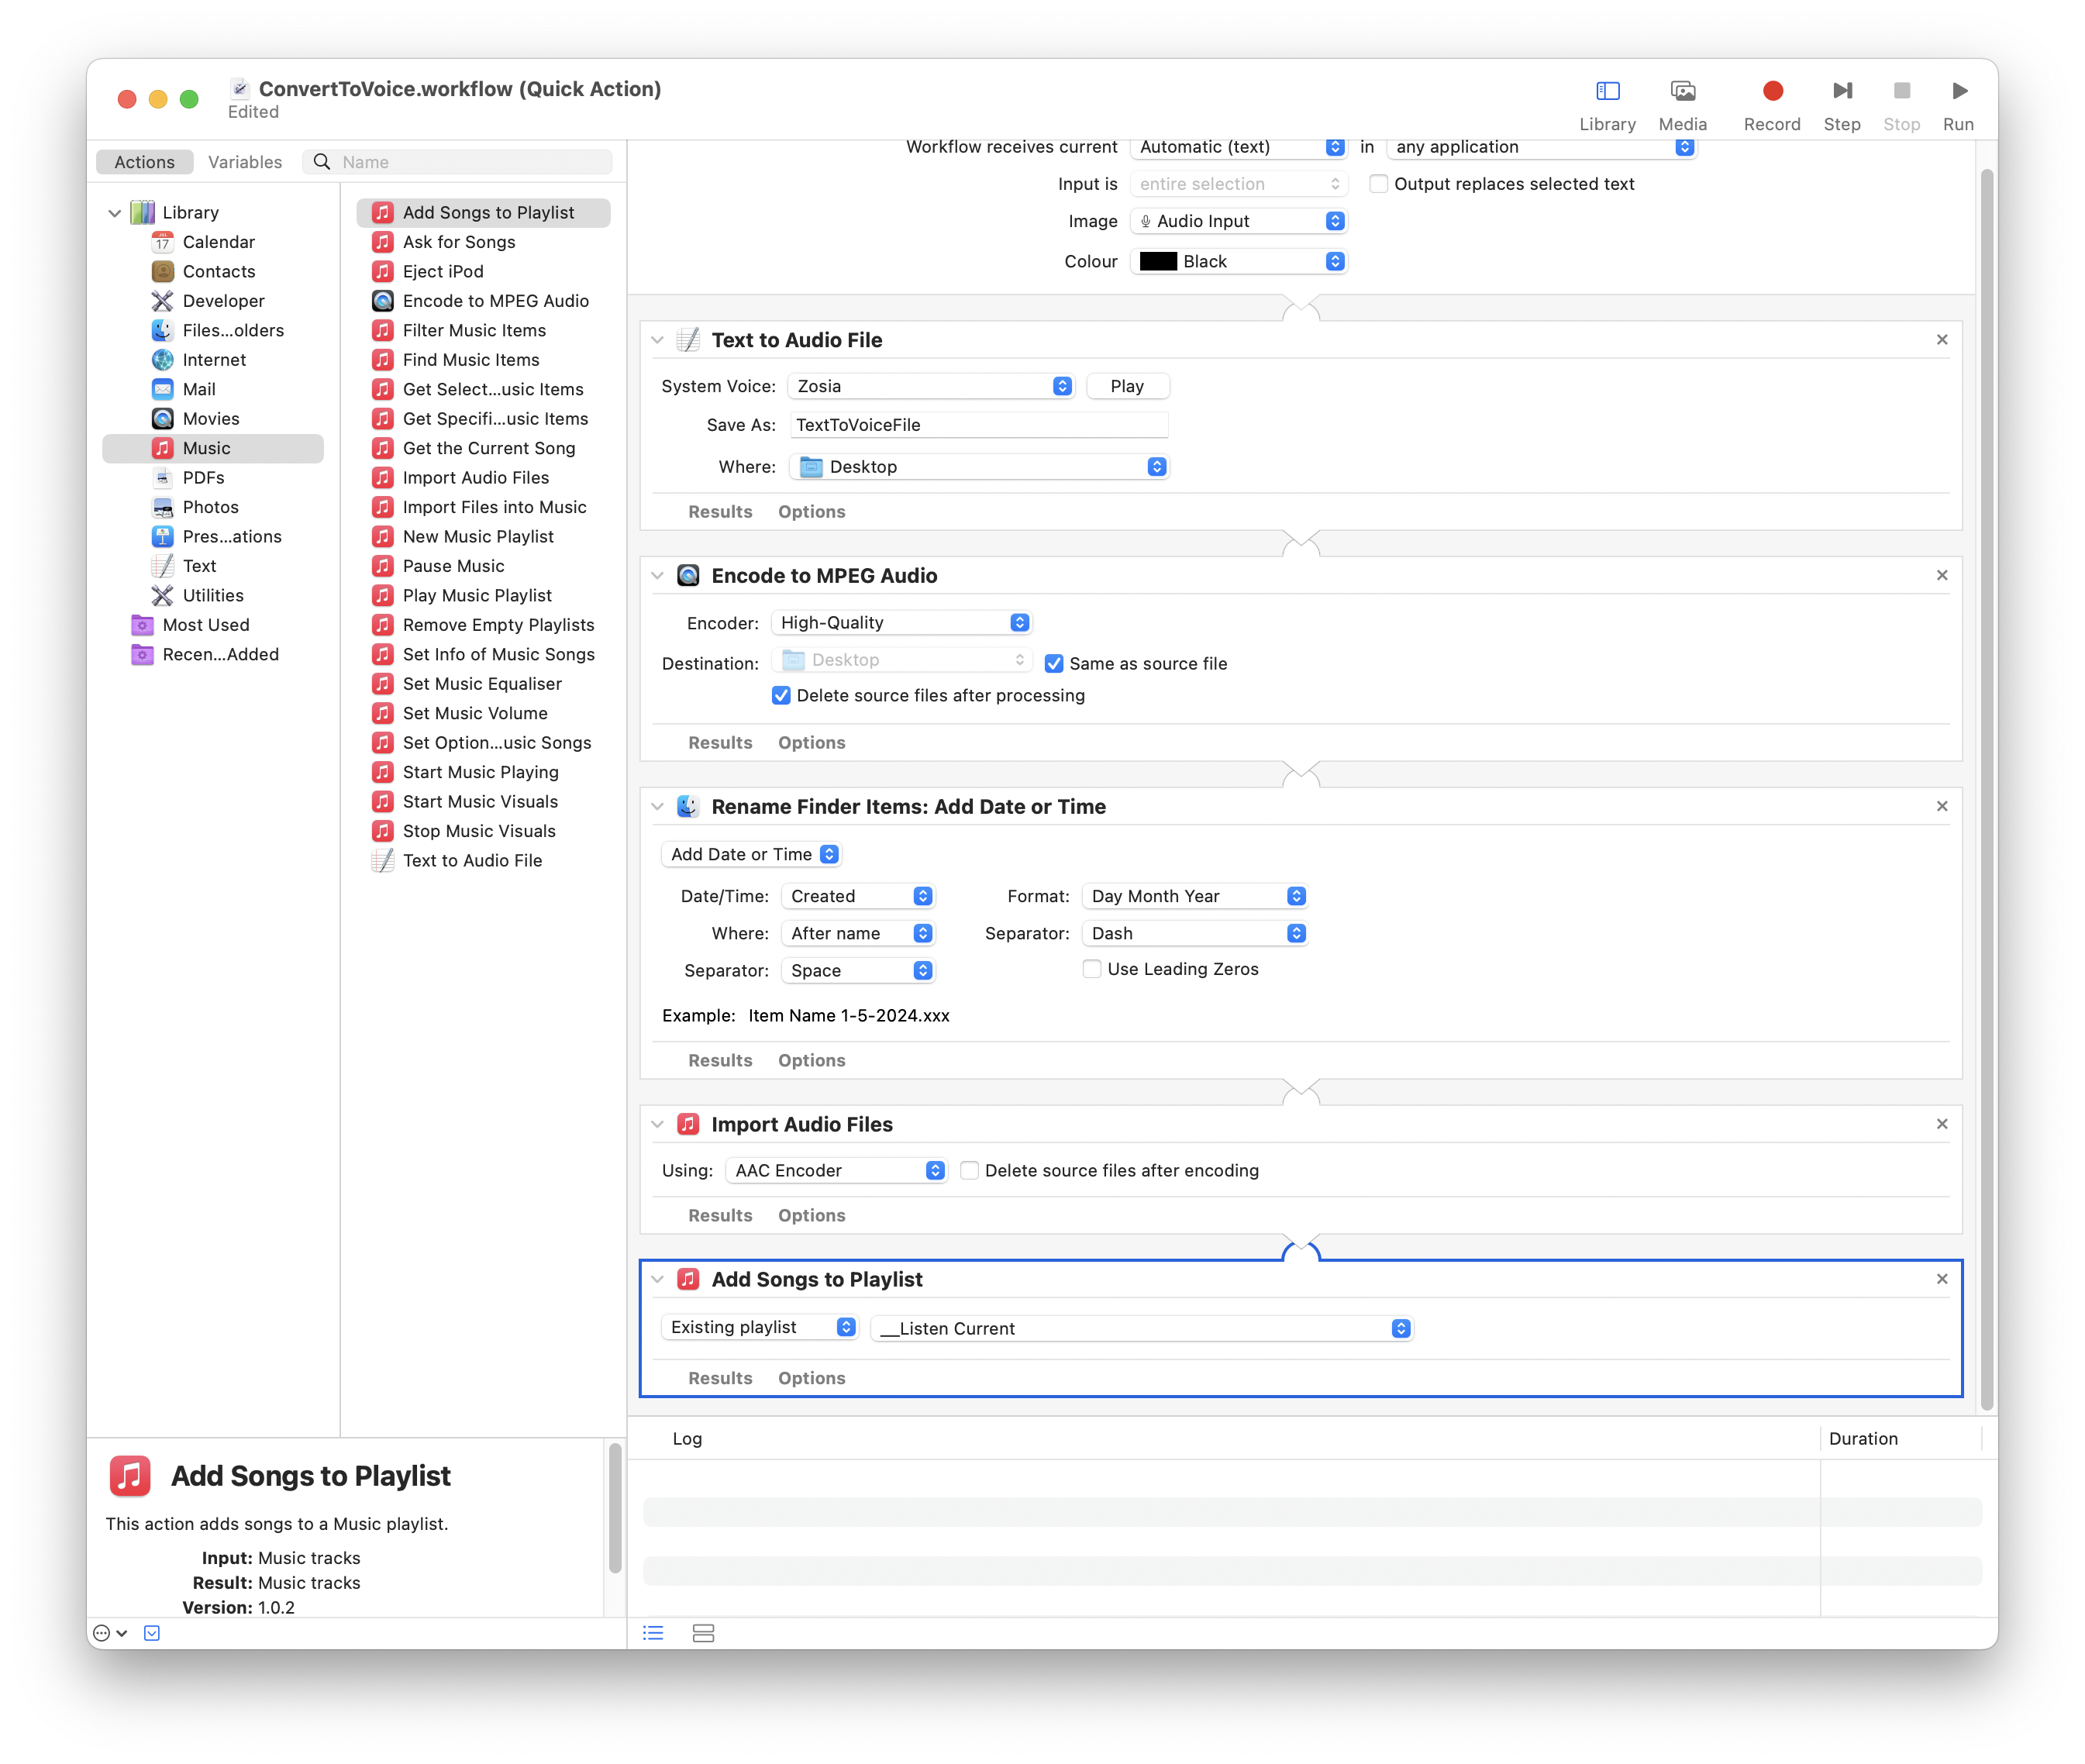 ConvertToVoice.workflow (Quick Action)
Edited
Library
Media
Record
Step
Stop
Run
Actions
Variables
Name
Library
Calendar
Contacts
Developer
Files...olders
Internet
Mail
Movies
Music
PDFs
Photos
Pres...ations
Text
Utilities
Most Used
Recen...Added
Add Songs to Playlist
Ask for Songs
Eject iPod
Encode to MPEG Audio
Filter Music Items
Find Music Items
Get Select...usic Items
Get Specifi...usic Items
Get the Current Song
Import Audio Files
Import Files into Music
New Music Playlist
Pause Music
Play Music Playlist
Remove Empty Playlists
Set Info of Music Songs
Set Music Equaliser
Set Music Volume
Set Option...usic Songs
Start Music Playing
Start Music Visuals
Stop Music Visuals
Text to Audio File
Workflow receives current Automatic (text) in any application
Input is entire selection Output replaces selected text
Image Audio Input
Colour Black
Text to Audio File
System Voice: Zosia Play
Save As: TextToVoiceFile
Where: Desktop
Results Options
Encode to MPEG Audio
Encoder: High-Quality
Destination: Desktop Same as source file
Delete source files after processing
Results Options
Rename Finder Items: Add Date or Time
Add Date or Time
Date/Time: Created Format: Day Month Year
Where: After name Separator: Dash
Separator: Space Use Leading Zeros
Example: Item Name 1-5-2024.xxx
Results Options
Import Audio Files
Using: AAC Encoder Delete source files after encoding
Results Options
Add Songs to Playlist
Existing playlist __Listen Current
Results Options
Log Duration
Add Songs to Playlist
This action adds songs to a Music playlist.
Input: Music tracks
Result: Music tracks
Version: 1.0.2